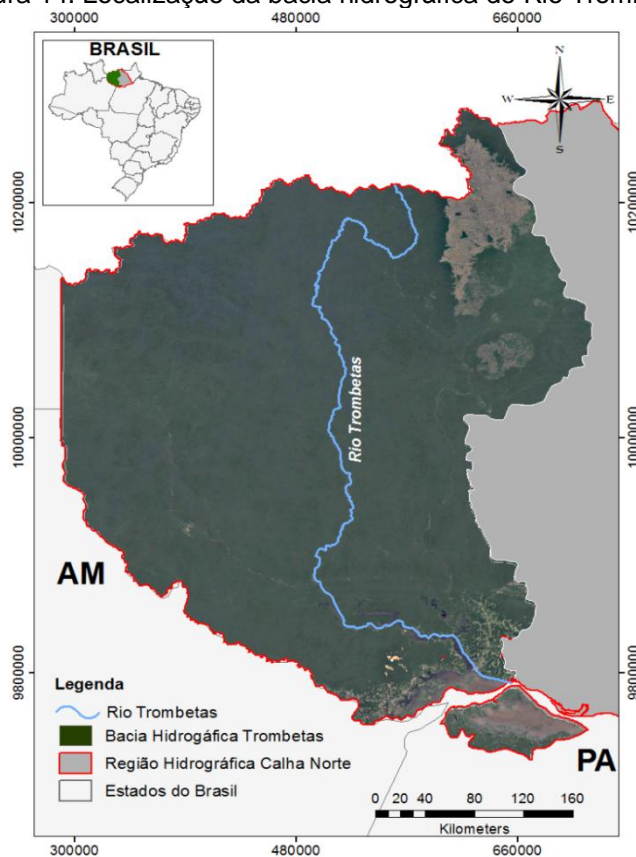 BRASIL
N
W
E
S
300000
480000
660000
10200000
10200000
10000000
10000000
9800000
9800000
Rio Trombetas
AM
PA
Legenda
Rio Trombetas
Bacia Hidrogáfica Trombetas
Região Hidrográfica Calha Norte
Estados do Brasil
0 20 40 80 120 160
Kilometers
300000
480000
660000